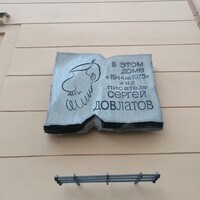 В ЭТОМ
ДОМЕ
с 1944 по 1975 г
жил
ПИСАТЕЛЬ
СЕРГЕЙ
ДОВЛАТОВ